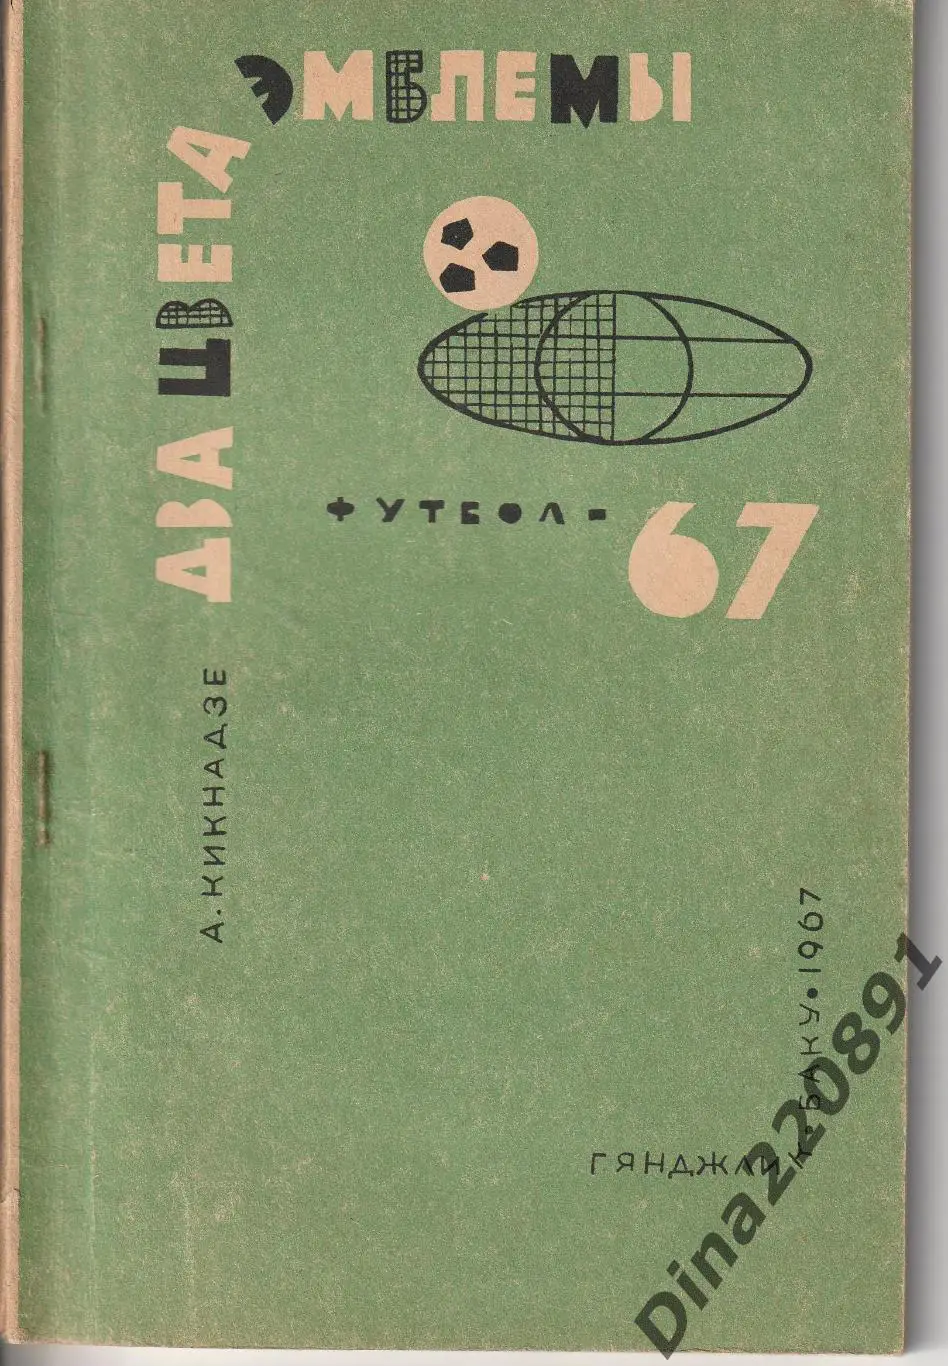 ДВА ЦВЕТА
ЭМБЛЕМЫ
ФУТБОЛ-67
А. КИКНАДЗЕ
ГЯНДЖЛИК•БАКУ•1967
Dina220891